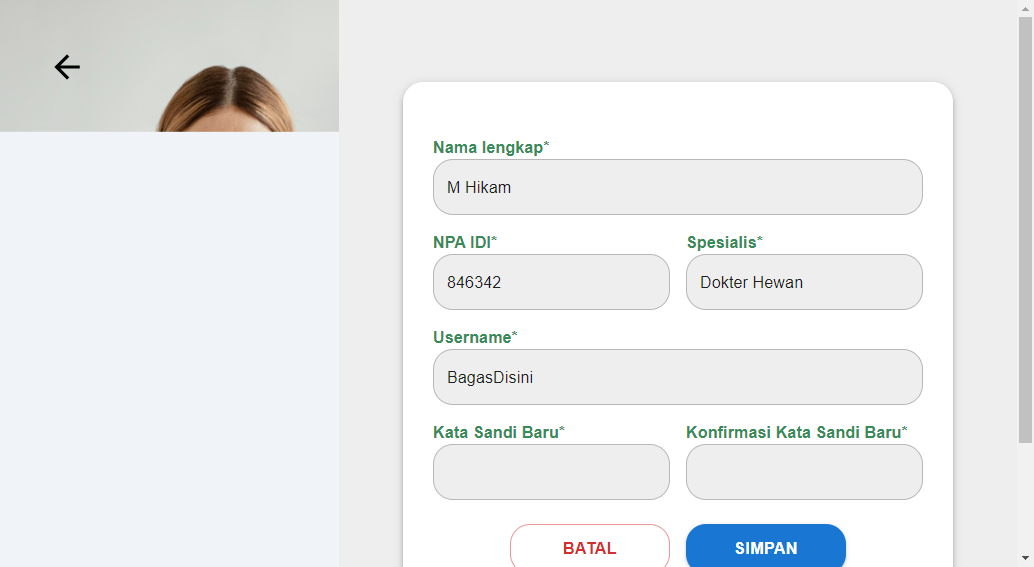 Nama lengkap*
M Hikam
NPA IDI* Spesialis*
846342 Dokter Hewan
Username*
BagasDisini
Kata Sandi Baru* Konfirmasi Kata Sandi Baru*
BATAL SIMPAN